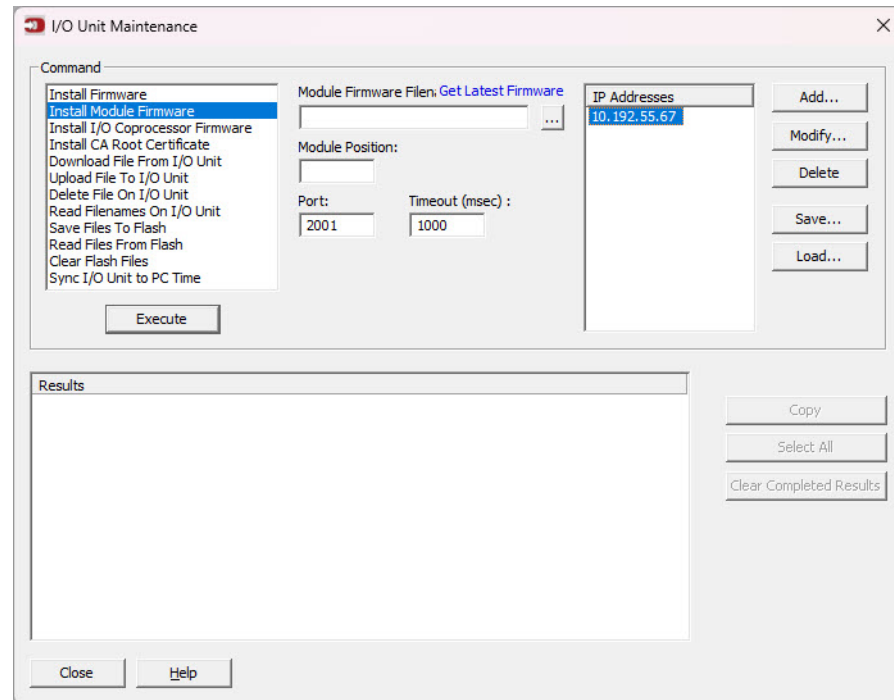 I/O Unit Maintenance
Command
Install Firmware
Install Module Firmware
Install I/O Coprocessor Firmware
Install CA Root Certificate
Download File From I/O Unit
Upload File To I/O Unit
Delete File On I/O Unit
Read Filenames On I/O Unit
Save Files To Flash
Read Files From Flash
Clear Flash Files
Sync I/O Unit to PC Time
Execute
Module Firmware Filen: Get Latest Firmware
...
Module Position:
Port: Timeout (msec) :
2001 1000
IP Addresses
10.192.55.67
Add...
Modify...
Delete
Save...
Load...
Results
Copy
Select All
Clear Completed Results
Close Help